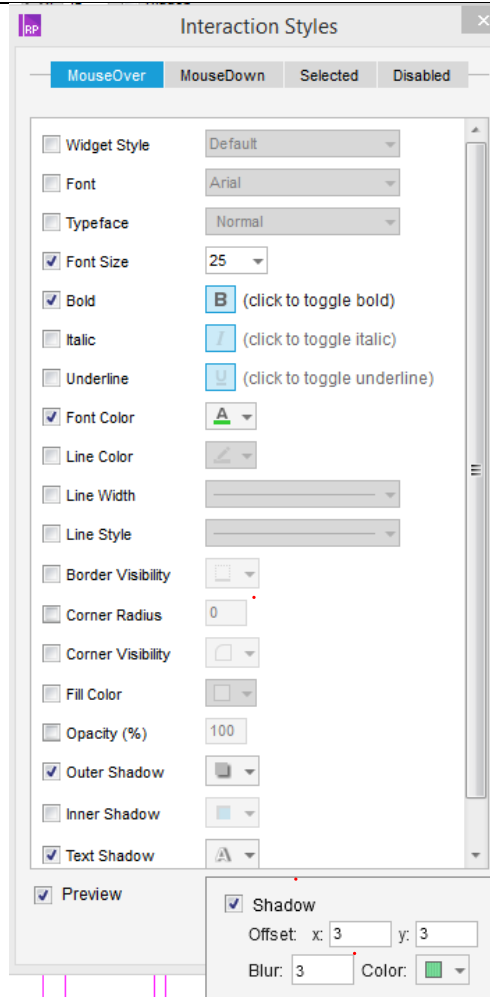 RP Interaction Styles
MouseOver MouseDown Selected Disabled
Widget Style Default
Font Arial
Typeface Normal
Font Size 25
Bold B (click to toggle bold)
Italic I (click to toggle italic)
Underline U (click to toggle underline)
Font Color A
Line Color
Line Width
Line Style
Border Visibility
Corner Radius 0
Corner Visibility
Fill Color
Opacity (%) 100
Outer Shadow
Inner Shadow
Text Shadow A
Preview
Shadow
Offset: x: 3 y: 3
Blur: 3 Color: